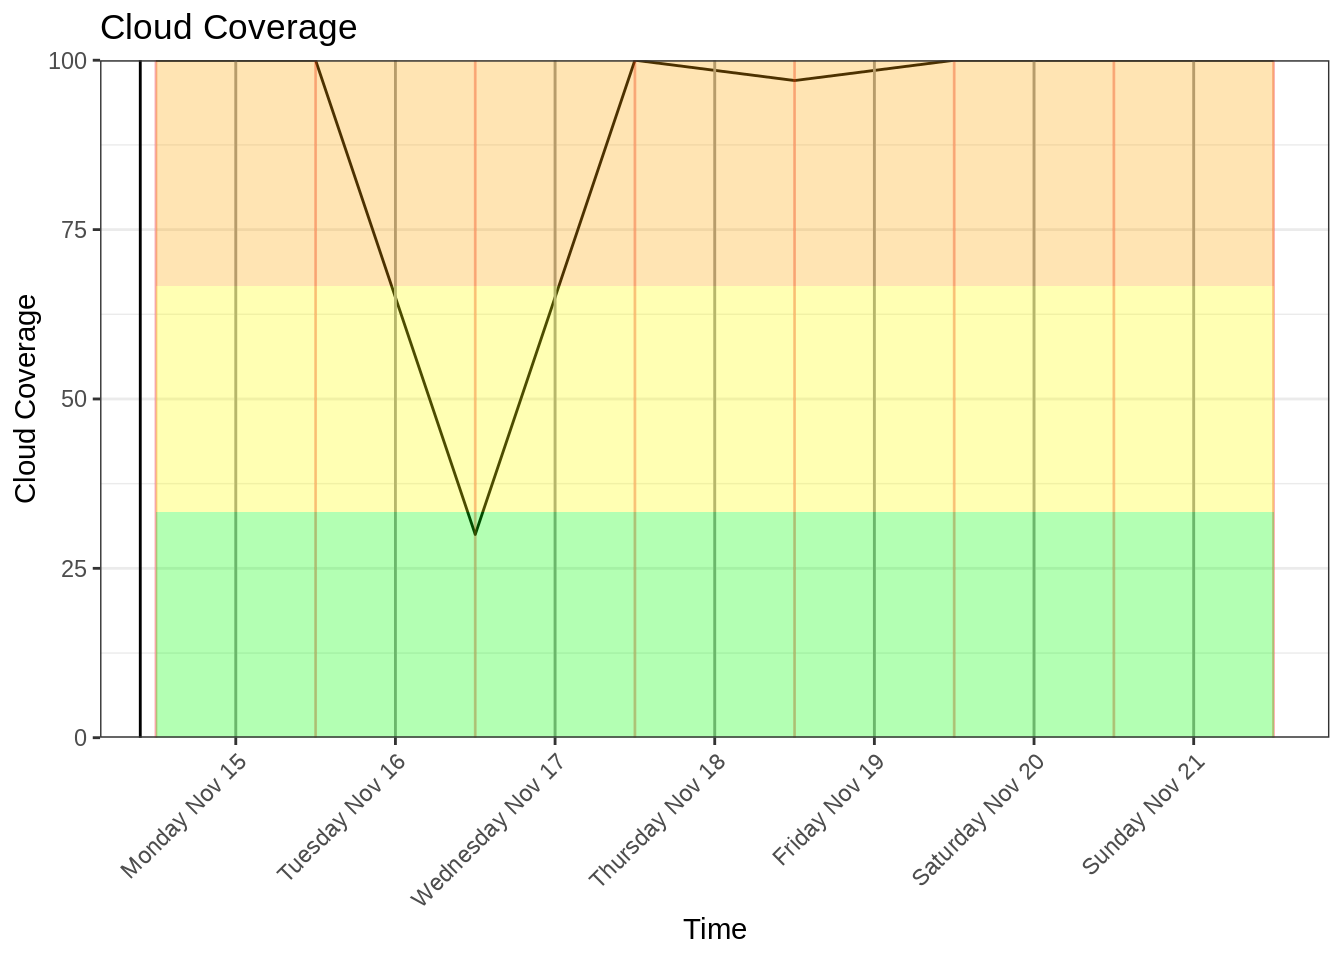 Cloud Coverage
100
75
50
25
0
Cloud Coverage
Monday Nov 15
Tuesday Nov 16
Wednesday Nov 17
Thursday Nov 18
Friday Nov 19
Saturday Nov 20
Sunday Nov 21
Time